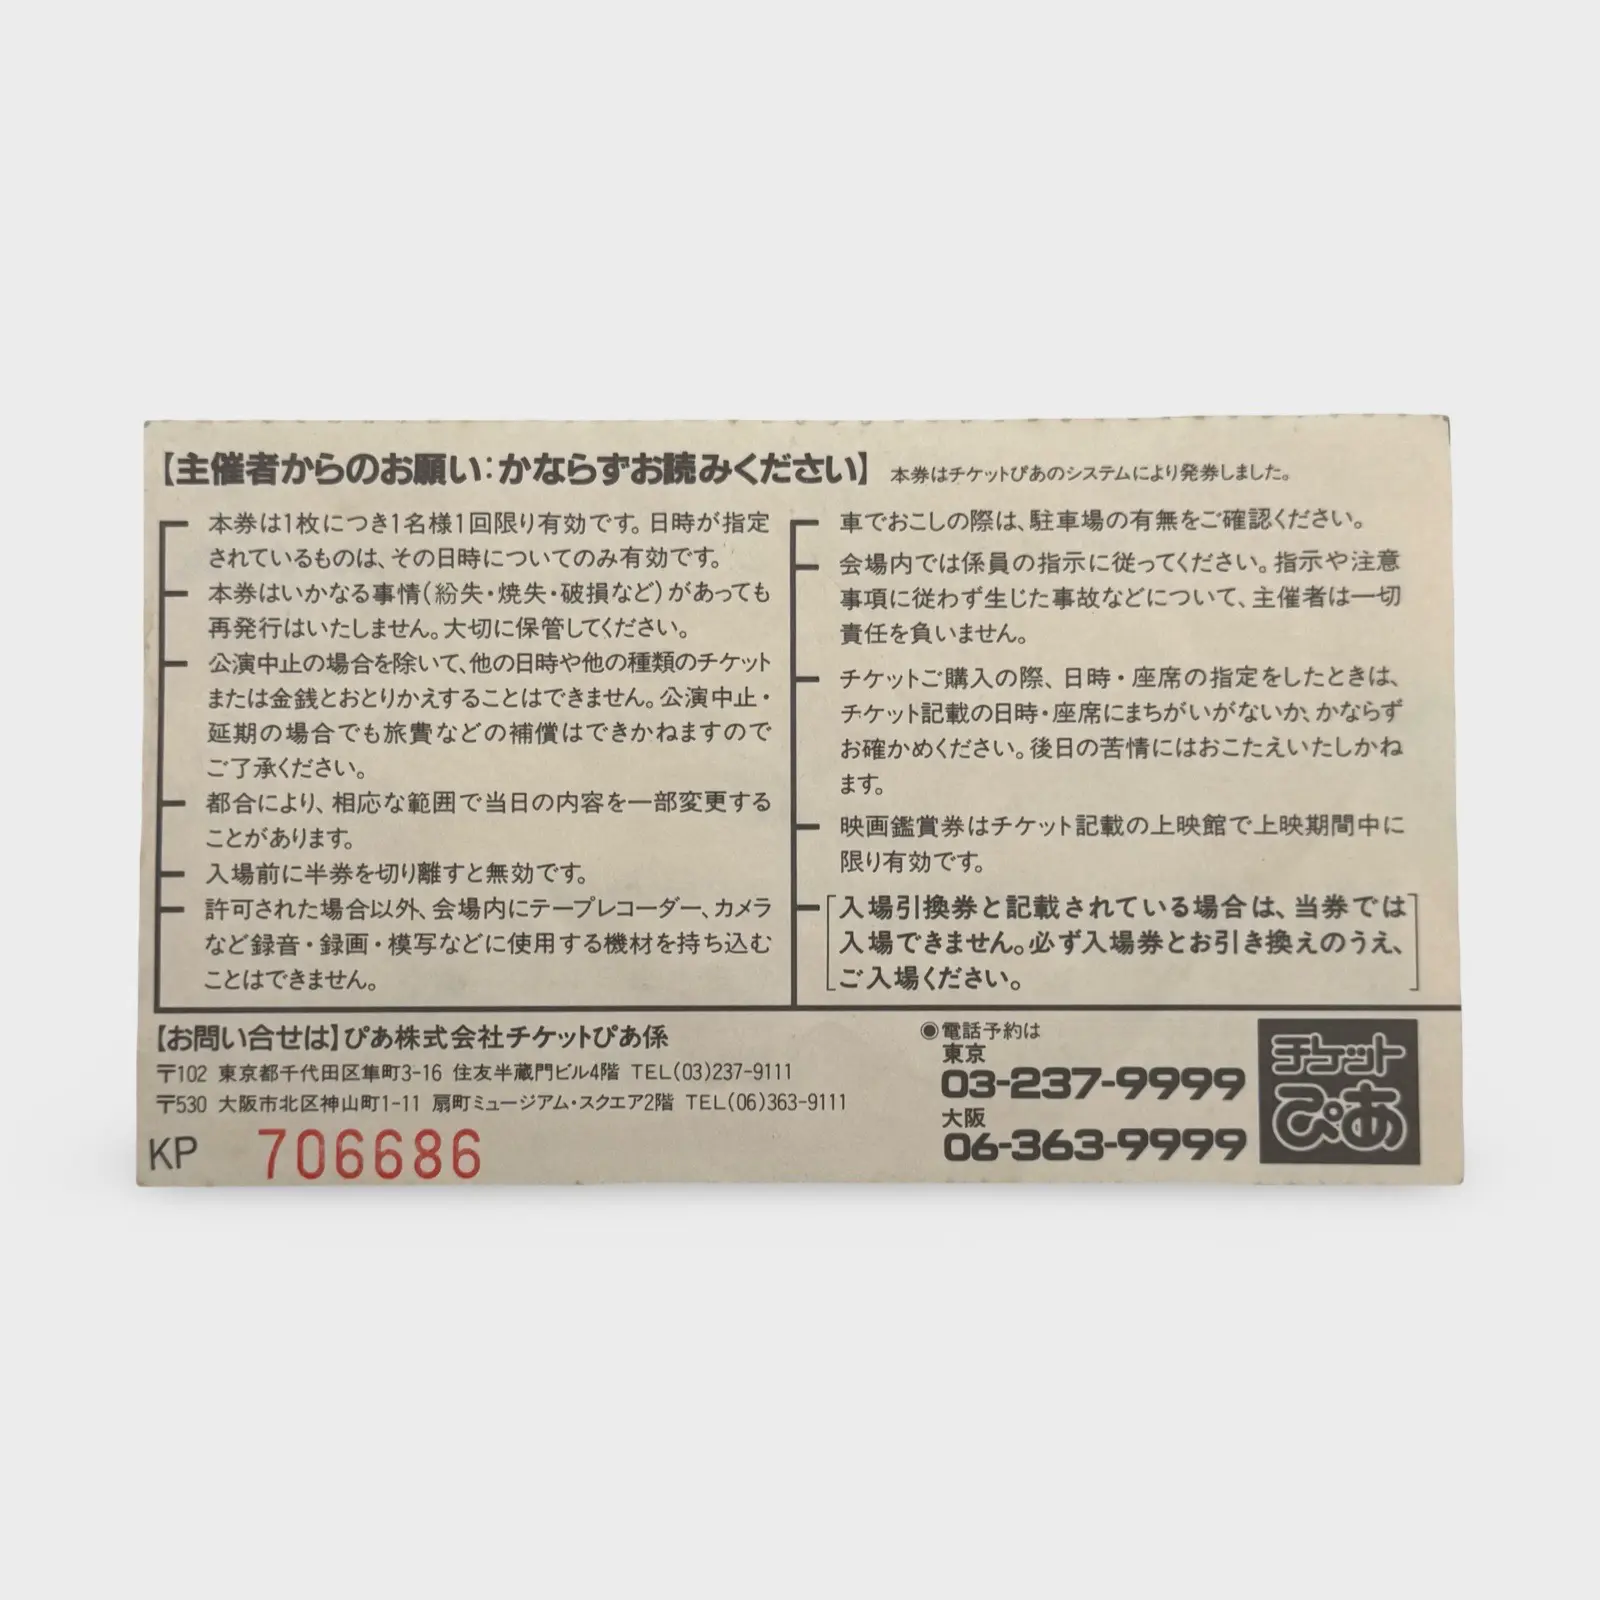 【主催者からのお願い:かならずお読みください】 本券はチケットぴあのシステムにより発券しました。
本券は1枚につき1名様1回限り有効です。日時が指定
されているものは、その日時についてのみ有効です。
本券はいかなる事情(紛失・焼失・破損など)があっても
再発行はいたしません。大切に保管してください。
公演中止の場合を除いて、他の日時や他の種類のチケット
または金銭とおとりかえすることはできません。公演中止・
延期の場合でも旅費などの補償はできかねますので
ご了承ください。
都合により、相応な範囲で当日の内容を一部変更する
ことがあります。
入場前に半券を切り離すと無効です。
許可された場合以外、会場内にテープレコーダー、カメラ
など録音・録画・模写などに使用する機材を持ち込む
ことはできません。
車でおこしの際は、駐車場の有無をご確認ください。
会場内では係員の指示に従ってください。指示や注意
事項に従わず生じた事故などについて、主催者は一切
責任を負いません。
チケットご購入の際、日時・座席の指定をしたときは、
チケット記載の日時・座席にまちがいがないか、かならず
お確かめください。後日の苦情にはおこたえいたしかね
ます。
映画鑑賞券はチケット記載の上映館で上映期間中に
限り有効です。
入場引換券と記載されている場合は、当券では
入場できません。必ず入場券とお引き換えのうえ、
ご入場ください。
【お問い合せは】ぴあ株式会社チケットぴあ係
〒102 東京都千代田区隼町3-16 住友半蔵門ビル4階 TEL(03)237-9111
〒530 大阪市北区神山町1-11 扇町ミュージアム・スクエア2階 TEL(06)363-9111
KP 706686
◉電話予約は
東京
03-237-9999
大阪
06-363-9999
チケット
ぴあ